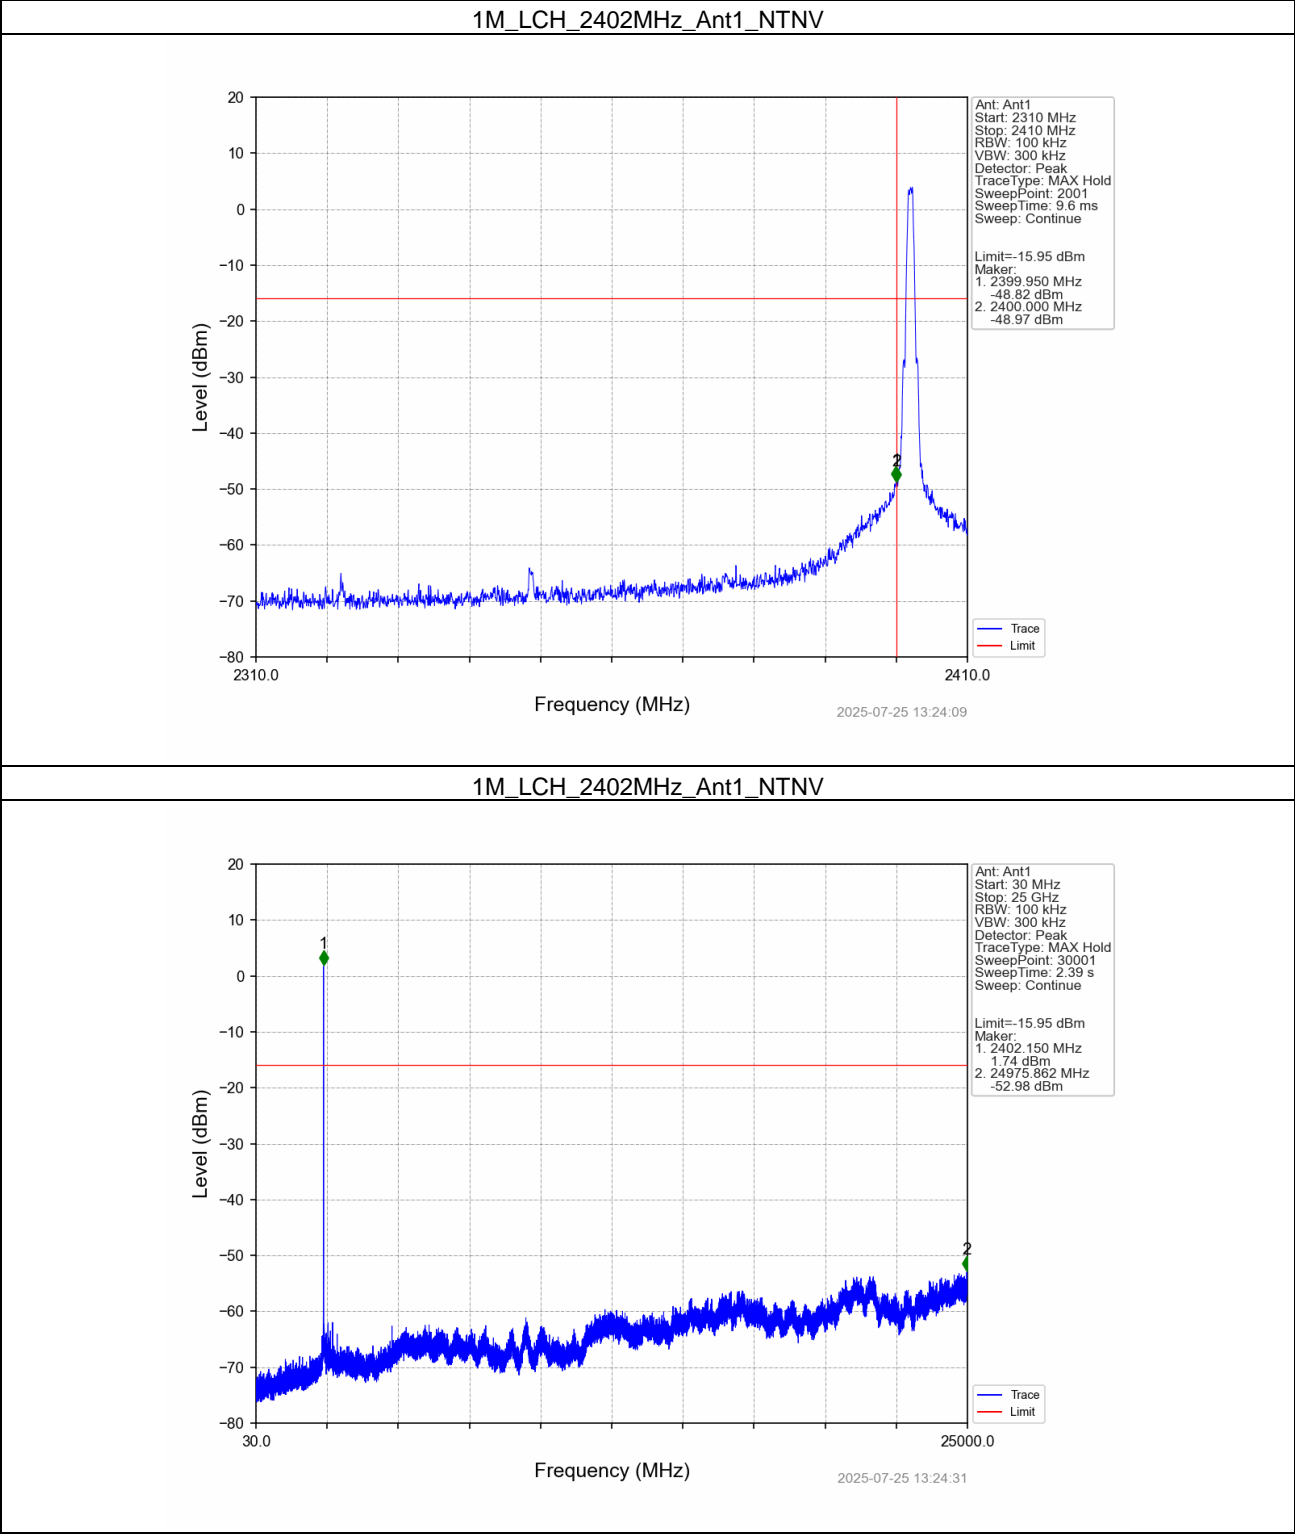 1M_LCH_2402MHz_Ant1_NTNV
20
10
0
−10
−20
−30
−40
−50
−60
−70
−80
Level (dBm)
2
2310.0
2410.0
Frequency (MHz)
2025-07-25 13:24:09
Ant: Ant1
Start: 2310 MHz
Stop: 2410 MHz
RBW: 100 kHz
VBW: 300 kHz
Detector: Peak
TraceType: MAX Hold
SweepPoint: 2001
SweepTime: 9.6 ms
Sweep: Continue
Limit=-15.95 dBm
Maker:
1. 2399.950 MHz
-48.82 dBm
2. 2400.000 MHz
-48.97 dBm
Trace
Limit
1M_LCH_2402MHz_Ant1_NTNV
20
10
0
−10
−20
−30
−40
−50
−60
−70
−80
Level (dBm)
1
2
30.0
25000.0
Frequency (MHz)
2025-07-25 13:24:31
Ant: Ant1
Start: 30 MHz
Stop: 25 GHz
RBW: 100 kHz
VBW: 300 kHz
Detector: Peak
TraceType: MAX Hold
SweepPoint: 30001
SweepTime: 2.39 s
Sweep: Continue
Limit=-15.95 dBm
Maker:
1. 2402.150 MHz
1.74 dBm
2. 24975.862 MHz
-52.98 dBm
Trace
Limit